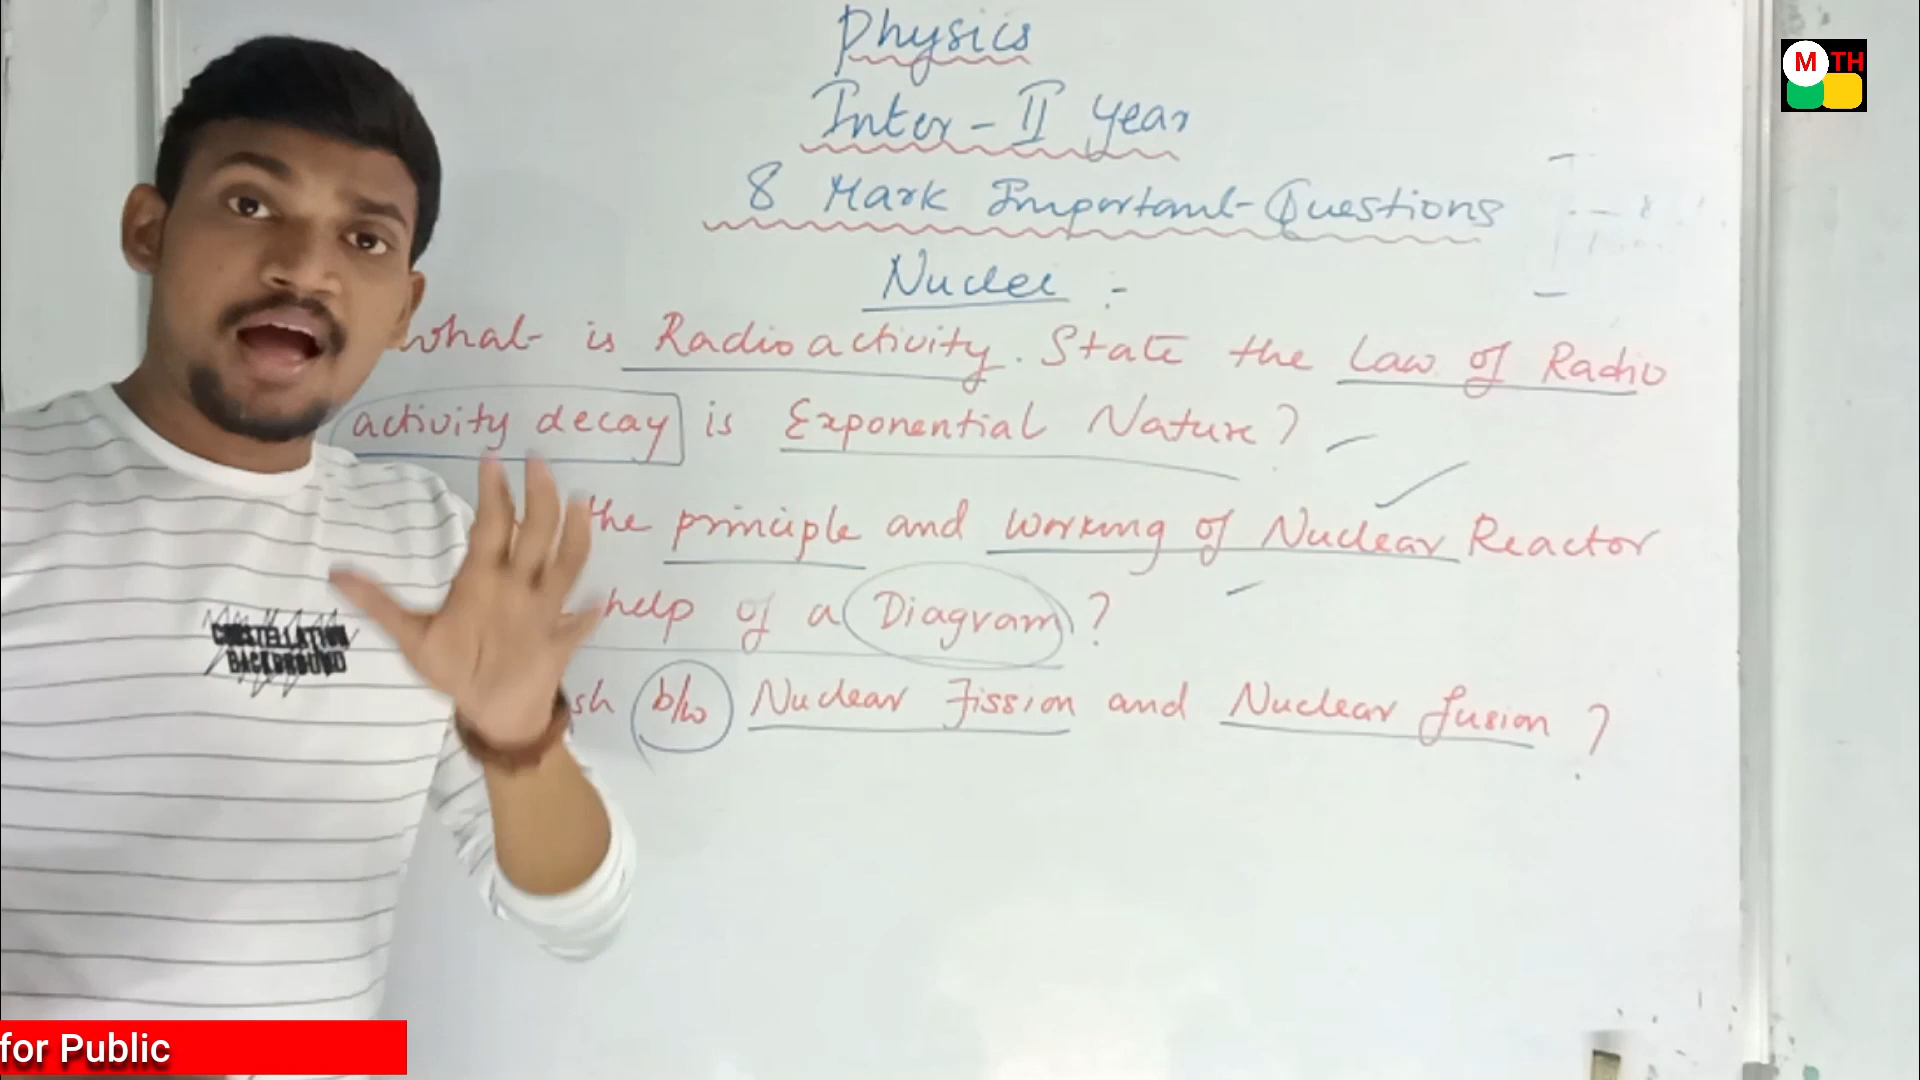 Physics
Inter - II year
8 Mark Important Questions
Nuclei :-
what is Radioactivity. State the Law of Radio
activity decay is Exponential Nature?
the principle and working of Nuclear Reactor
help of a Diagram?
sh b/w Nuclear Fission and Nuclear fusion ?
CONSTELLATION
BACKGROUND
M TH
for Public